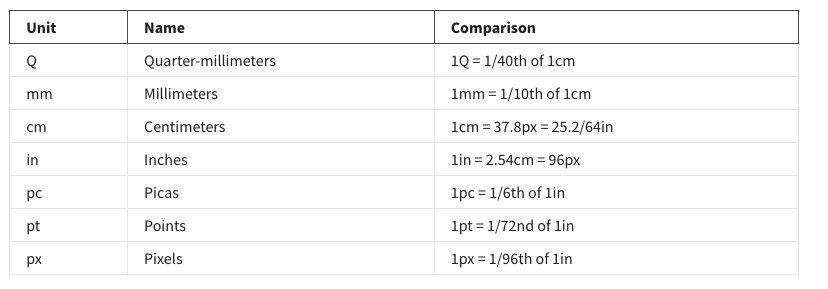 Unit Name Comparison
Q Quarter-millimeters 1Q = 1/40th of 1cm
mm Millimeters 1mm = 1/10th of 1cm
cm Centimeters 1cm = 37.8px = 25.2/64in
in Inches 1in = 2.54cm = 96px
pc Picas 1pc = 1/6th of 1in
pt Points 1pt = 1/72nd of 1in
px Pixels 1px = 1/96th of 1in